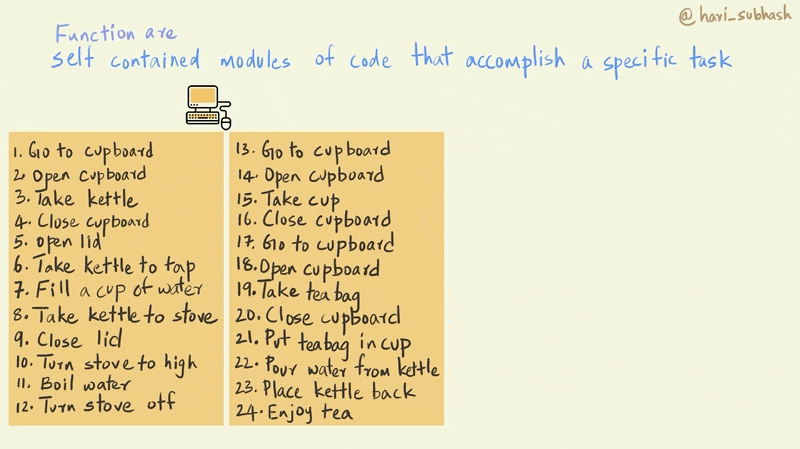 @hari_subhash
Function are
self contained modules of code that accomplish a specific task
1. Go to cupboard
2. Open cupboard
3. Take kettle
4. Close cupboard
5. open lid
6. Take kettle to tap
7. Fill a cup of water
8. Take kettle to stove
9. Close lid
10. Turn stove to high
11. Boil water
12. Turn stove off
13. Go to cupboard
14. Open cupboard
15. Take cup
16. Close cupboard
17. Go to cupboard
18. Open cupboard
19. Take tea bag
20. Close cupboard
21. Put teabag in cup
22. Pour water from kettle
23. Place kettle back
24. Enjoy tea